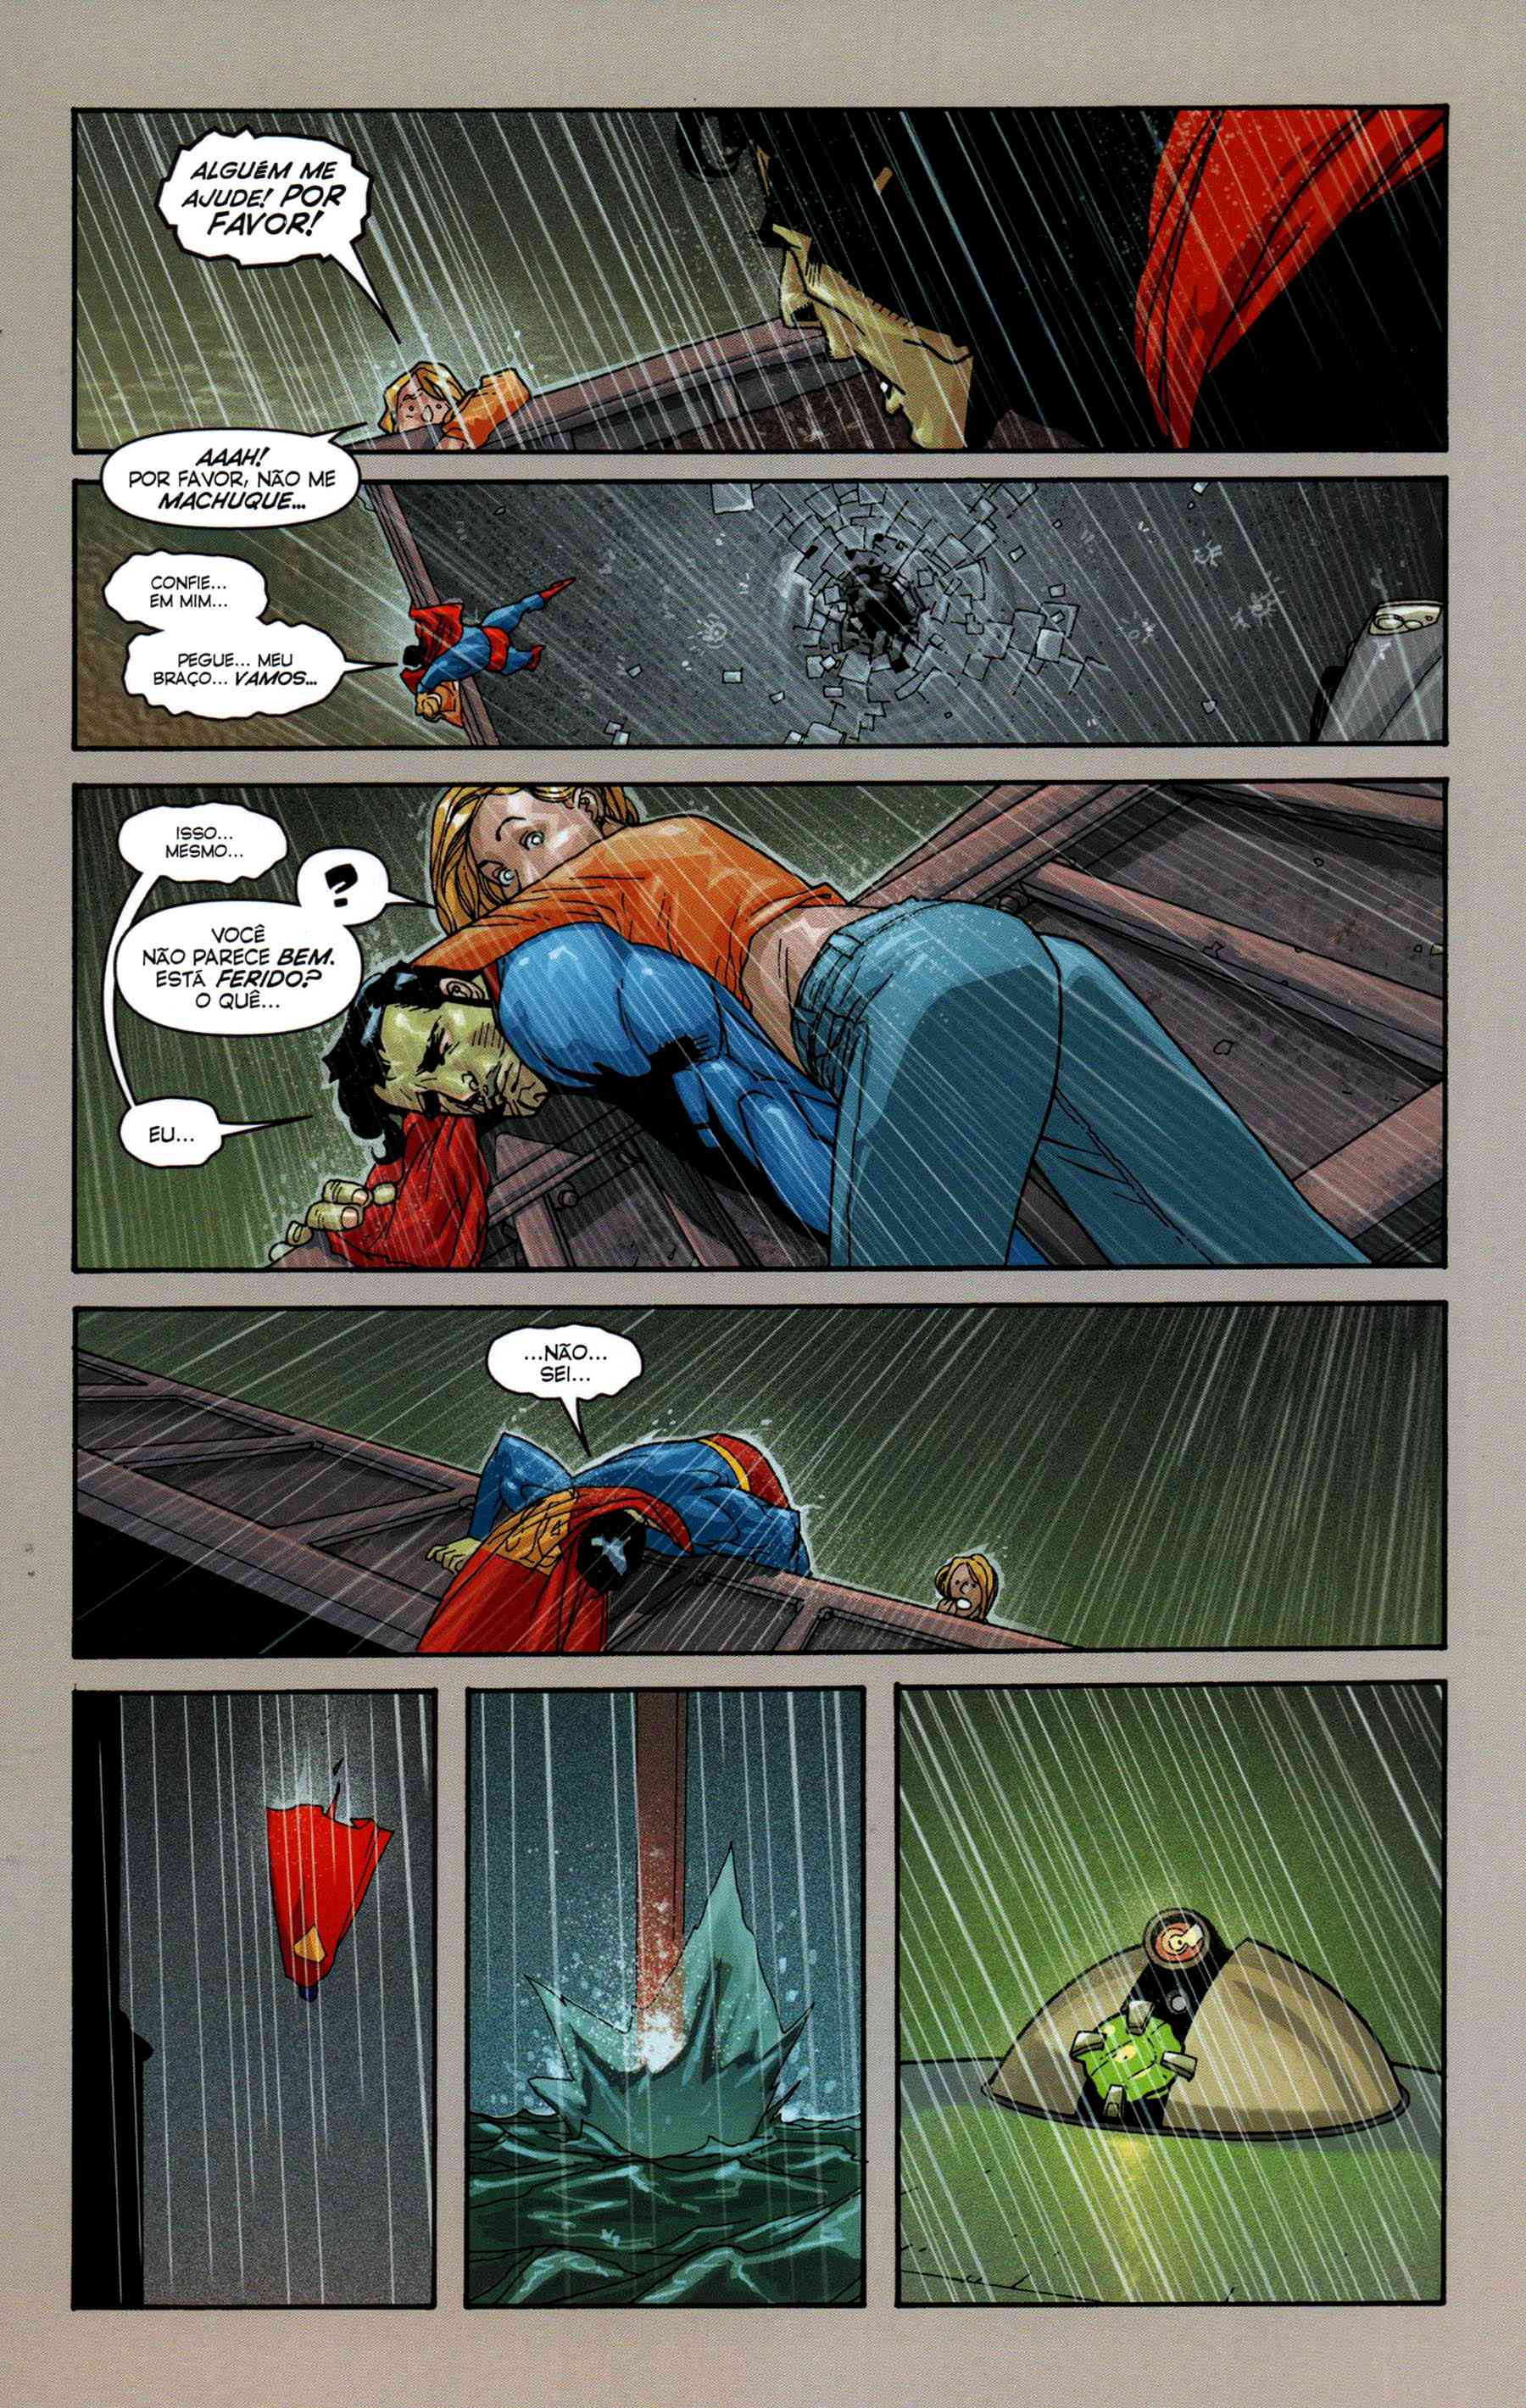 ALGUÉM ME
AJUDE! POR
FAVOR!
AAAH!
POR FAVOR, NÃO ME
MACHUQUE...
CONFIE...
EM MIM...
PEGUE... MEU
BRAÇO... VAMOS...
ISSO...
MESMO...
?
VOCÊ
NÃO PARECE BEM.
ESTÁ FERIDO?
O QUÊ...
EU...
...NÃO...
SEI...